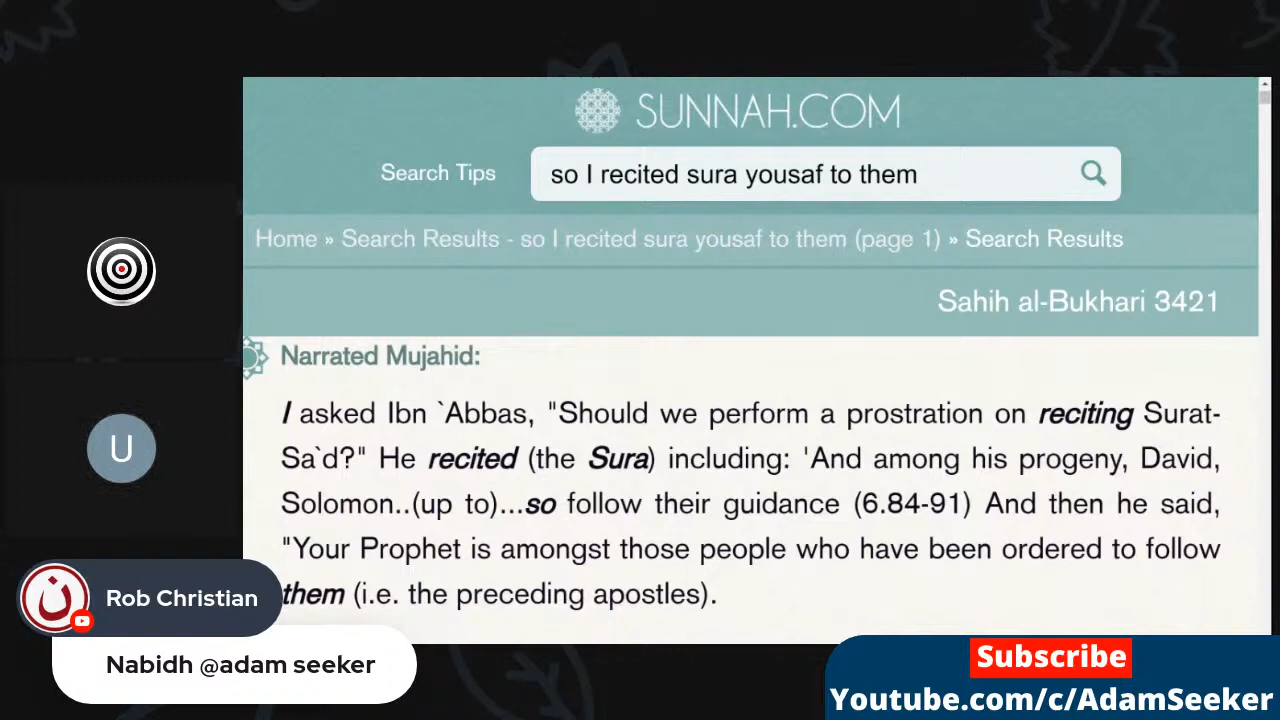 SUNNAH.COM
Search Tips
so I recited sura yousaf to them
Home » Search Results - so I recited sura yousaf to them (page 1) » Search Results
Sahih al-Bukhari 3421
Narrated Mujahid:
I asked Ibn `Abbas, "Should we perform a prostration on reciting Surat-
Sa`d?" He recited (the Sura) including: 'And among his progeny, David,
Solomon..(up to)...so follow their guidance (6.84-91) And then he said,
"Your Prophet is amongst those people who have been ordered to follow
them (i.e. the preceding apostles).
U
ن
Rob Christian
Nabidh @adam seeker
Subscribe
Youtube.com/c/AdamSeeker